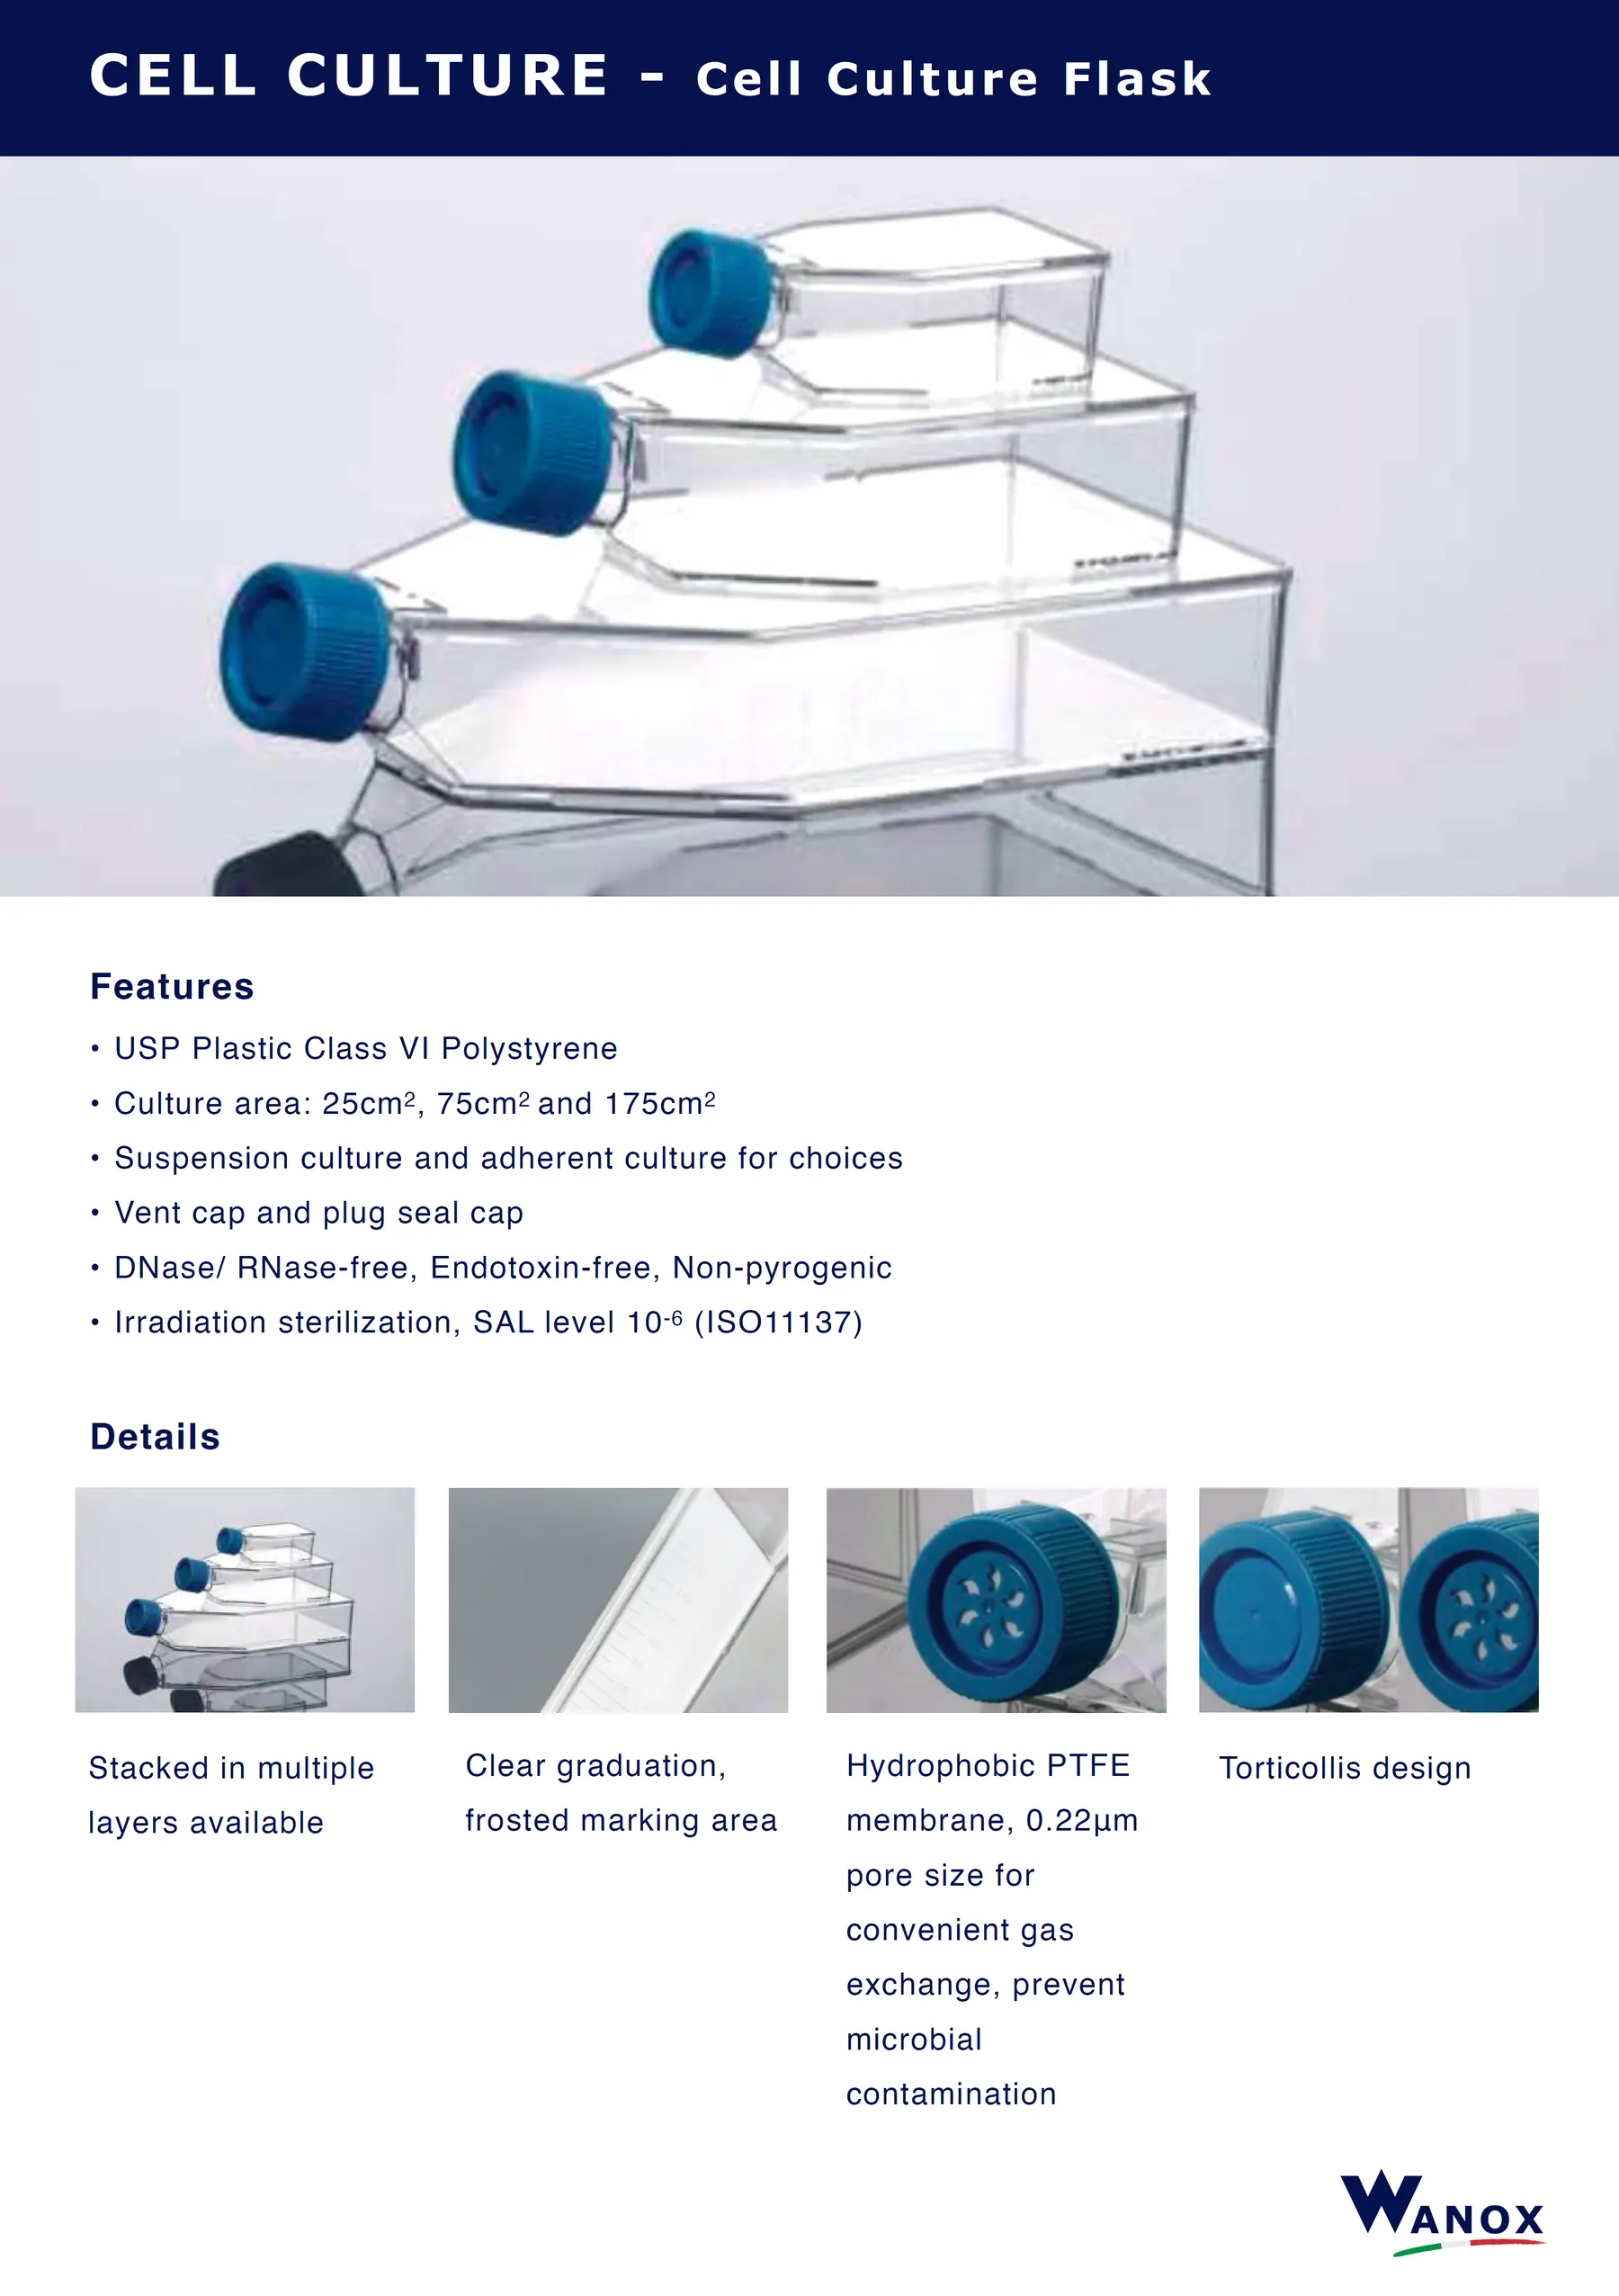 CELL CULTURE - Cell Culture Flask
Features
• USP Plastic Class VI Polystyrene
• Culture area: 25cm², 75cm² and 175cm²
• Suspension culture and adherent culture for choices
• Vent cap and plug seal cap
• DNase/ RNase-free, Endotoxin-free, Non-pyrogenic
• Irradiation sterilization, SAL level 10⁻⁶ (ISO11137)
Details
Stacked in multiple
layers available
Clear graduation,
frosted marking area
Hydrophobic PTFE
membrane, 0.22µm
pore size for
convenient gas
exchange, prevent
microbial
contamination
Torticollis design
WANOX